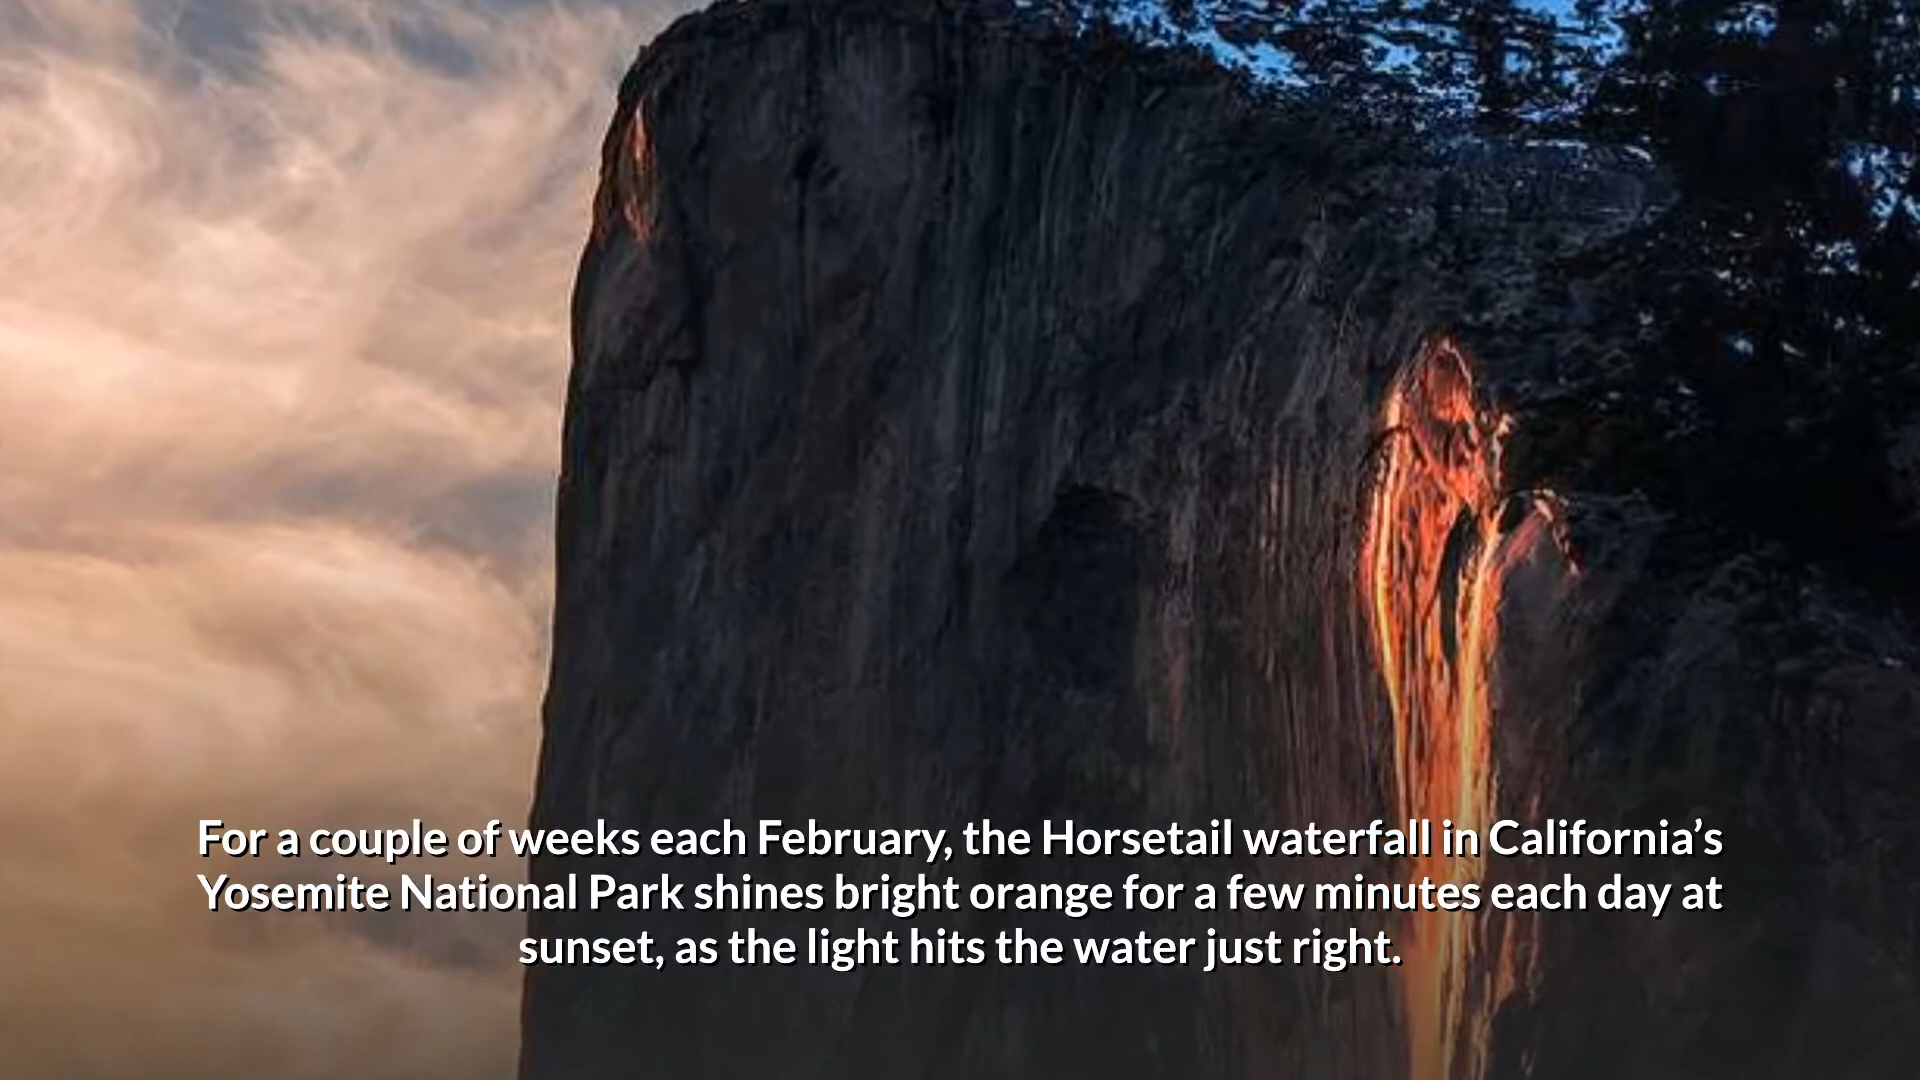 For a couple of weeks each February, the Horsetail waterfall in California’s
Yosemite National Park shines bright orange for a few minutes each day at
sunset, as the light hits the water just right.